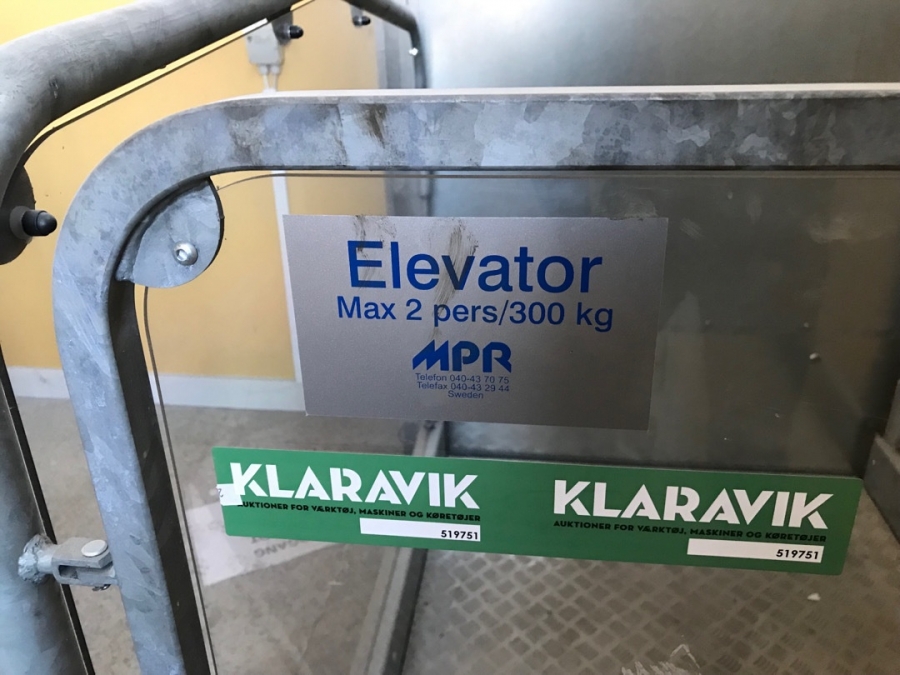 Elevator
Max 2 pers/300 kg
MPR
Telefon 040-43 70 75
Telefax 040-43 29 44
Sweden
KLARAVIK
AUKTIONER FOR VÆRKTØJ, MASKINER OG KØRETØJER
519751
KLARAVIK
AUKTIONER FOR VÆRKTØJ, MASKINER OG KØRETØJER
519751